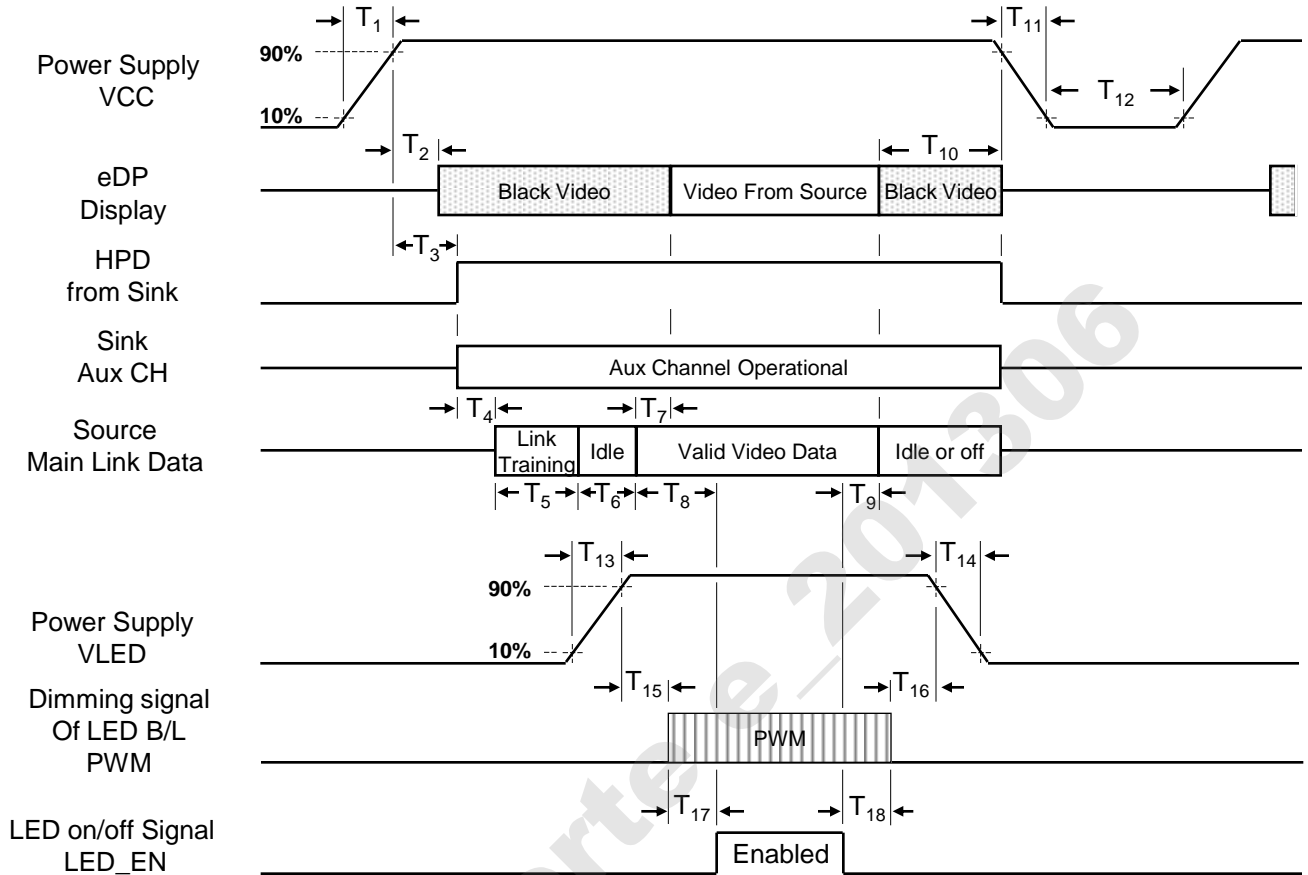 T1
T11
90%
Power Supply
VCC
10%
T12
T2
T10
eDP
Display
Black Video
Video From Source
Black Video
T3
HPD
from Sink
Sink
Aux CH
Aux Channel Operational
T4
T7
Source
Main Link Data
Link
Training
Idle
Valid Video Data
Idle or off
T5
T6
T8
T9
T13
T14
90%
Power Supply
VLED
10%
T15
T16
Dimming signal
Of LED B/L
PWM
PWM
T17
T18
LED on/off Signal
LED_EN
Enabled
e_201306